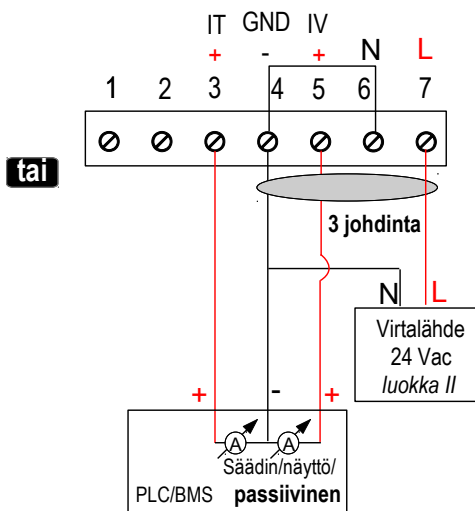 IT GND IV
+ - + N L
1 2 3 4 5 6 7
tai
3 johdinta
N L
Virtalähde
24 Vac
luokka II
+ - +
A A
Säädin/näyttö/
PLC/BMS passiivinen